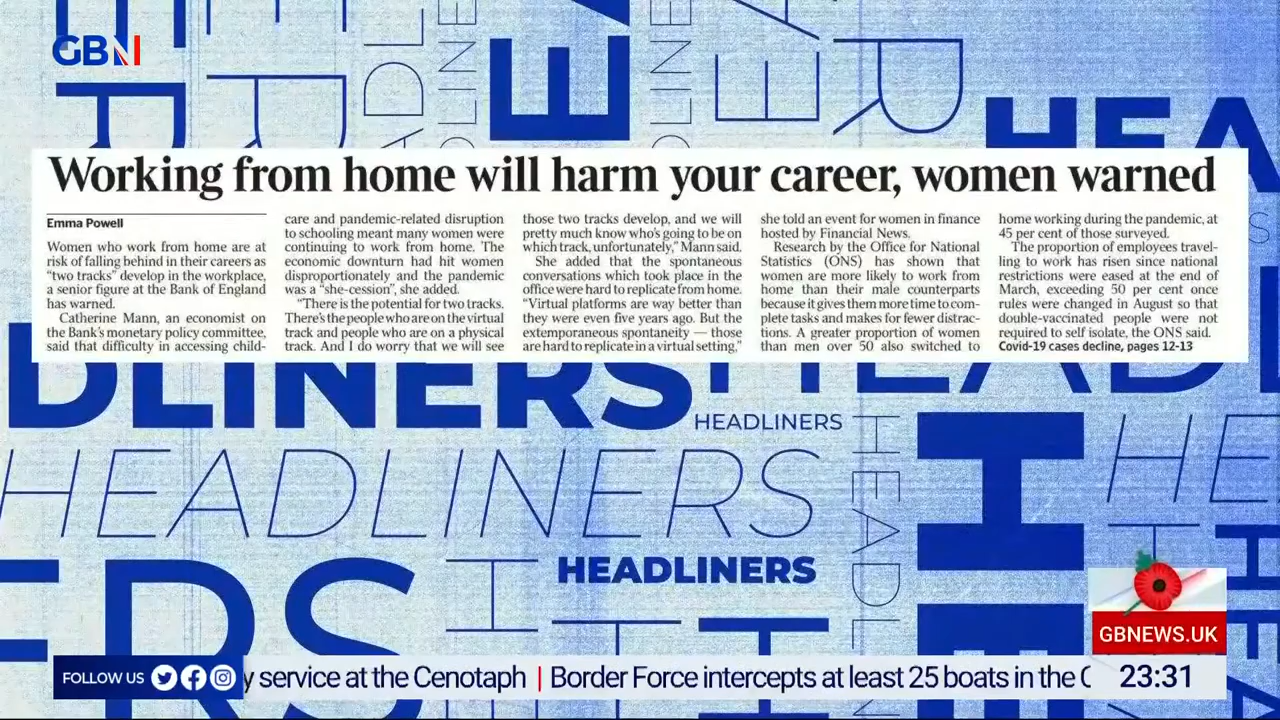 GBN
Working from home will harm your career, women warned
Emma Powell
Women who work from home are at
risk of falling behind in their careers as
“two tracks” develop in the workplace,
a senior figure at the Bank of England
has warned.
Catherine Mann, an economist on
the Bank’s monetary policy committee,
said that difficulty in accessing child-
care and pandemic-related disruption
to schooling meant many women were
continuing to work from home. The
economic downturn had hit women
disproportionately and the pandemic
was a “she-cession”, she added.
“There is the potential for two tracks.
There’s the people who are on the virtual
track and people who are on a physical
track. And I do worry that we will see
those two tracks develop, and we will
pretty much know who’s going to be on
which track, unfortunately,” Mann said.
She added that the spontaneous
conversations which took place in the
office were hard to replicate from home.
“Virtual platforms are way better than
they were even five years ago. But the
extemporaneous spontaneity — those
are hard to replicate in a virtual setting,”
she told an event for women in finance
hosted by Financial News.
Research by the Office for National
Statistics (ONS) has shown that
women are more likely to work from
home than their male counterparts
because it gives them more time to com-
plete tasks and makes for fewer distrac-
tions. A greater proportion of women
than men over 50 also switched to
home working during the pandemic, at
45 per cent of those surveyed.
The proportion of employees travel-
ling to work has risen since national
restrictions were eased at the end of
March, exceeding 50 per cent once
rules were changed in August so that
double-vaccinated people were not
required to self isolate, the ONS said.
Covid-19 cases decline, pages 12-13
DLINERS
HEADL
HEADLINERS
HEADLINERS
HEADLINERS
ERS
GBNEWS.UK
FOLLOW US
y service at the Cenotaph | Border Force intercepts at least 25 boats in the C
23:31